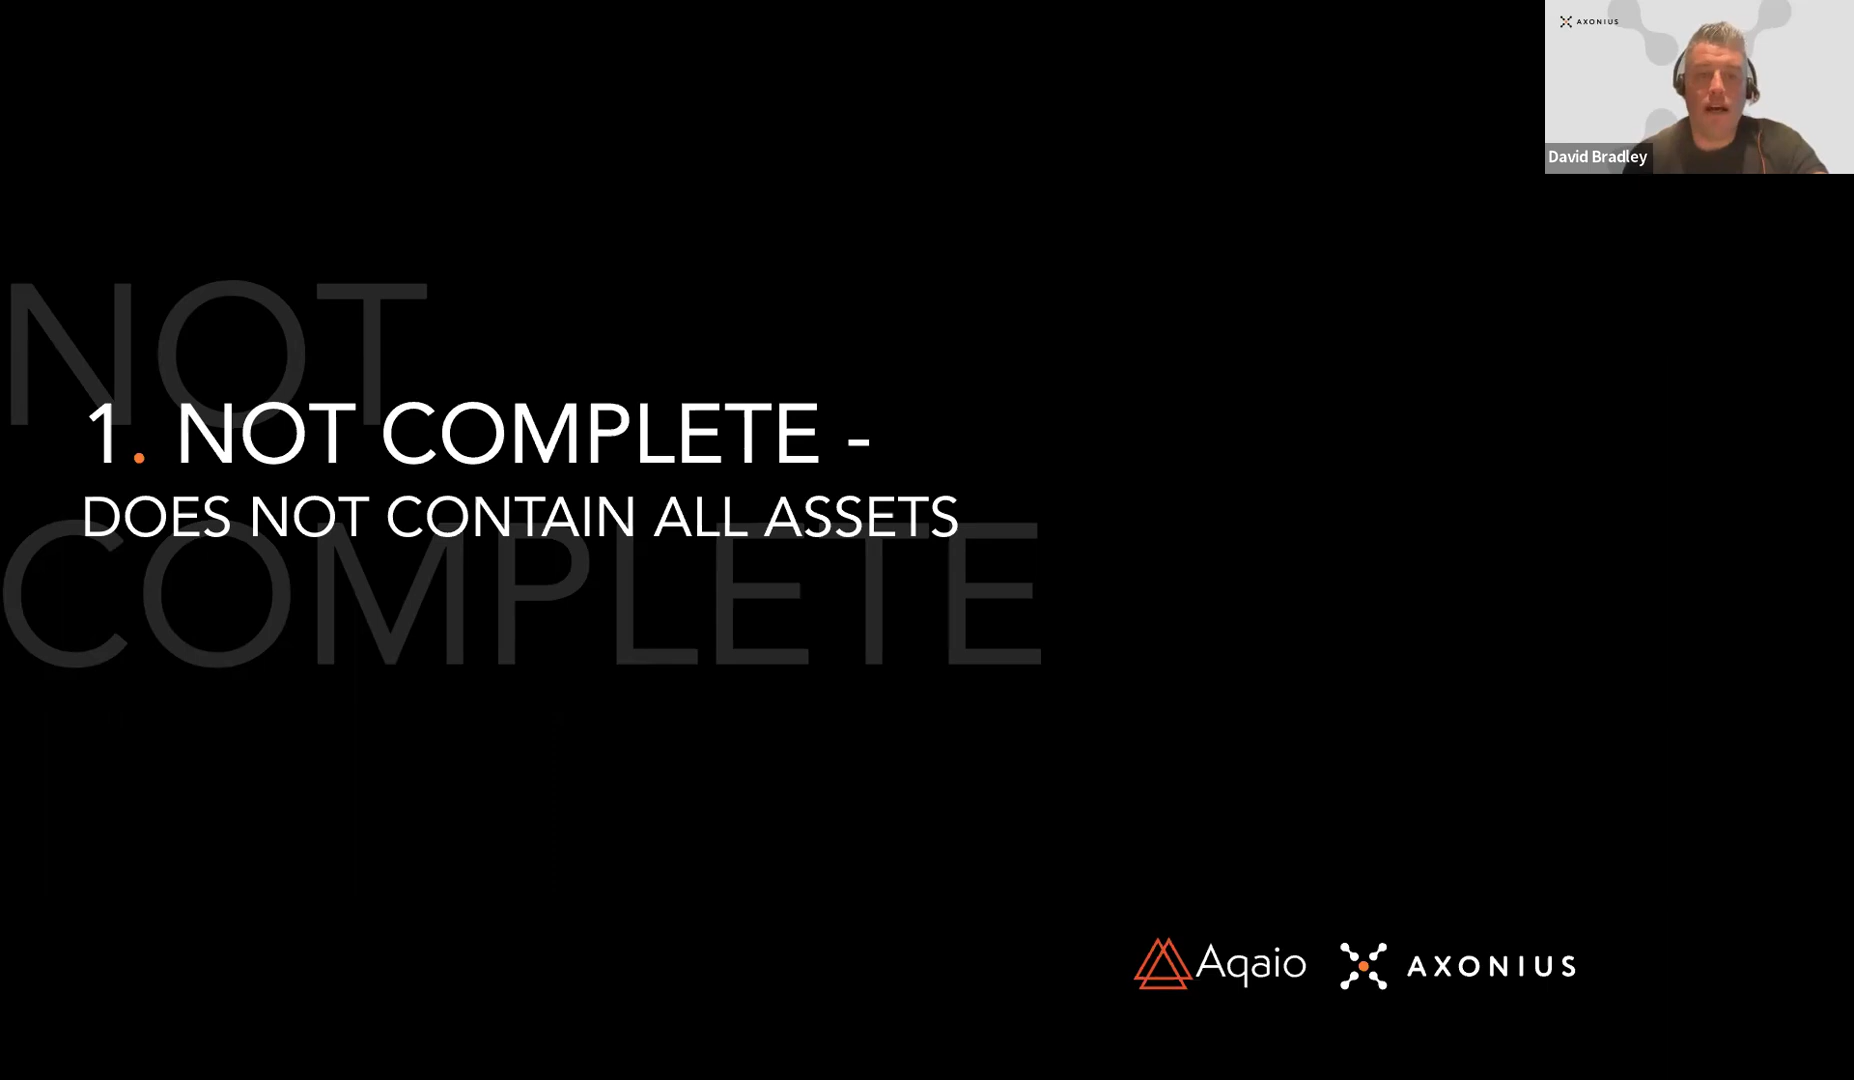 AXONIUS
David Bradley
NOT
1. NOT COMPLETE -
DOES NOT CONTAIN ALL ASSETS
COMPLETE
Aqaio
AXONIUS